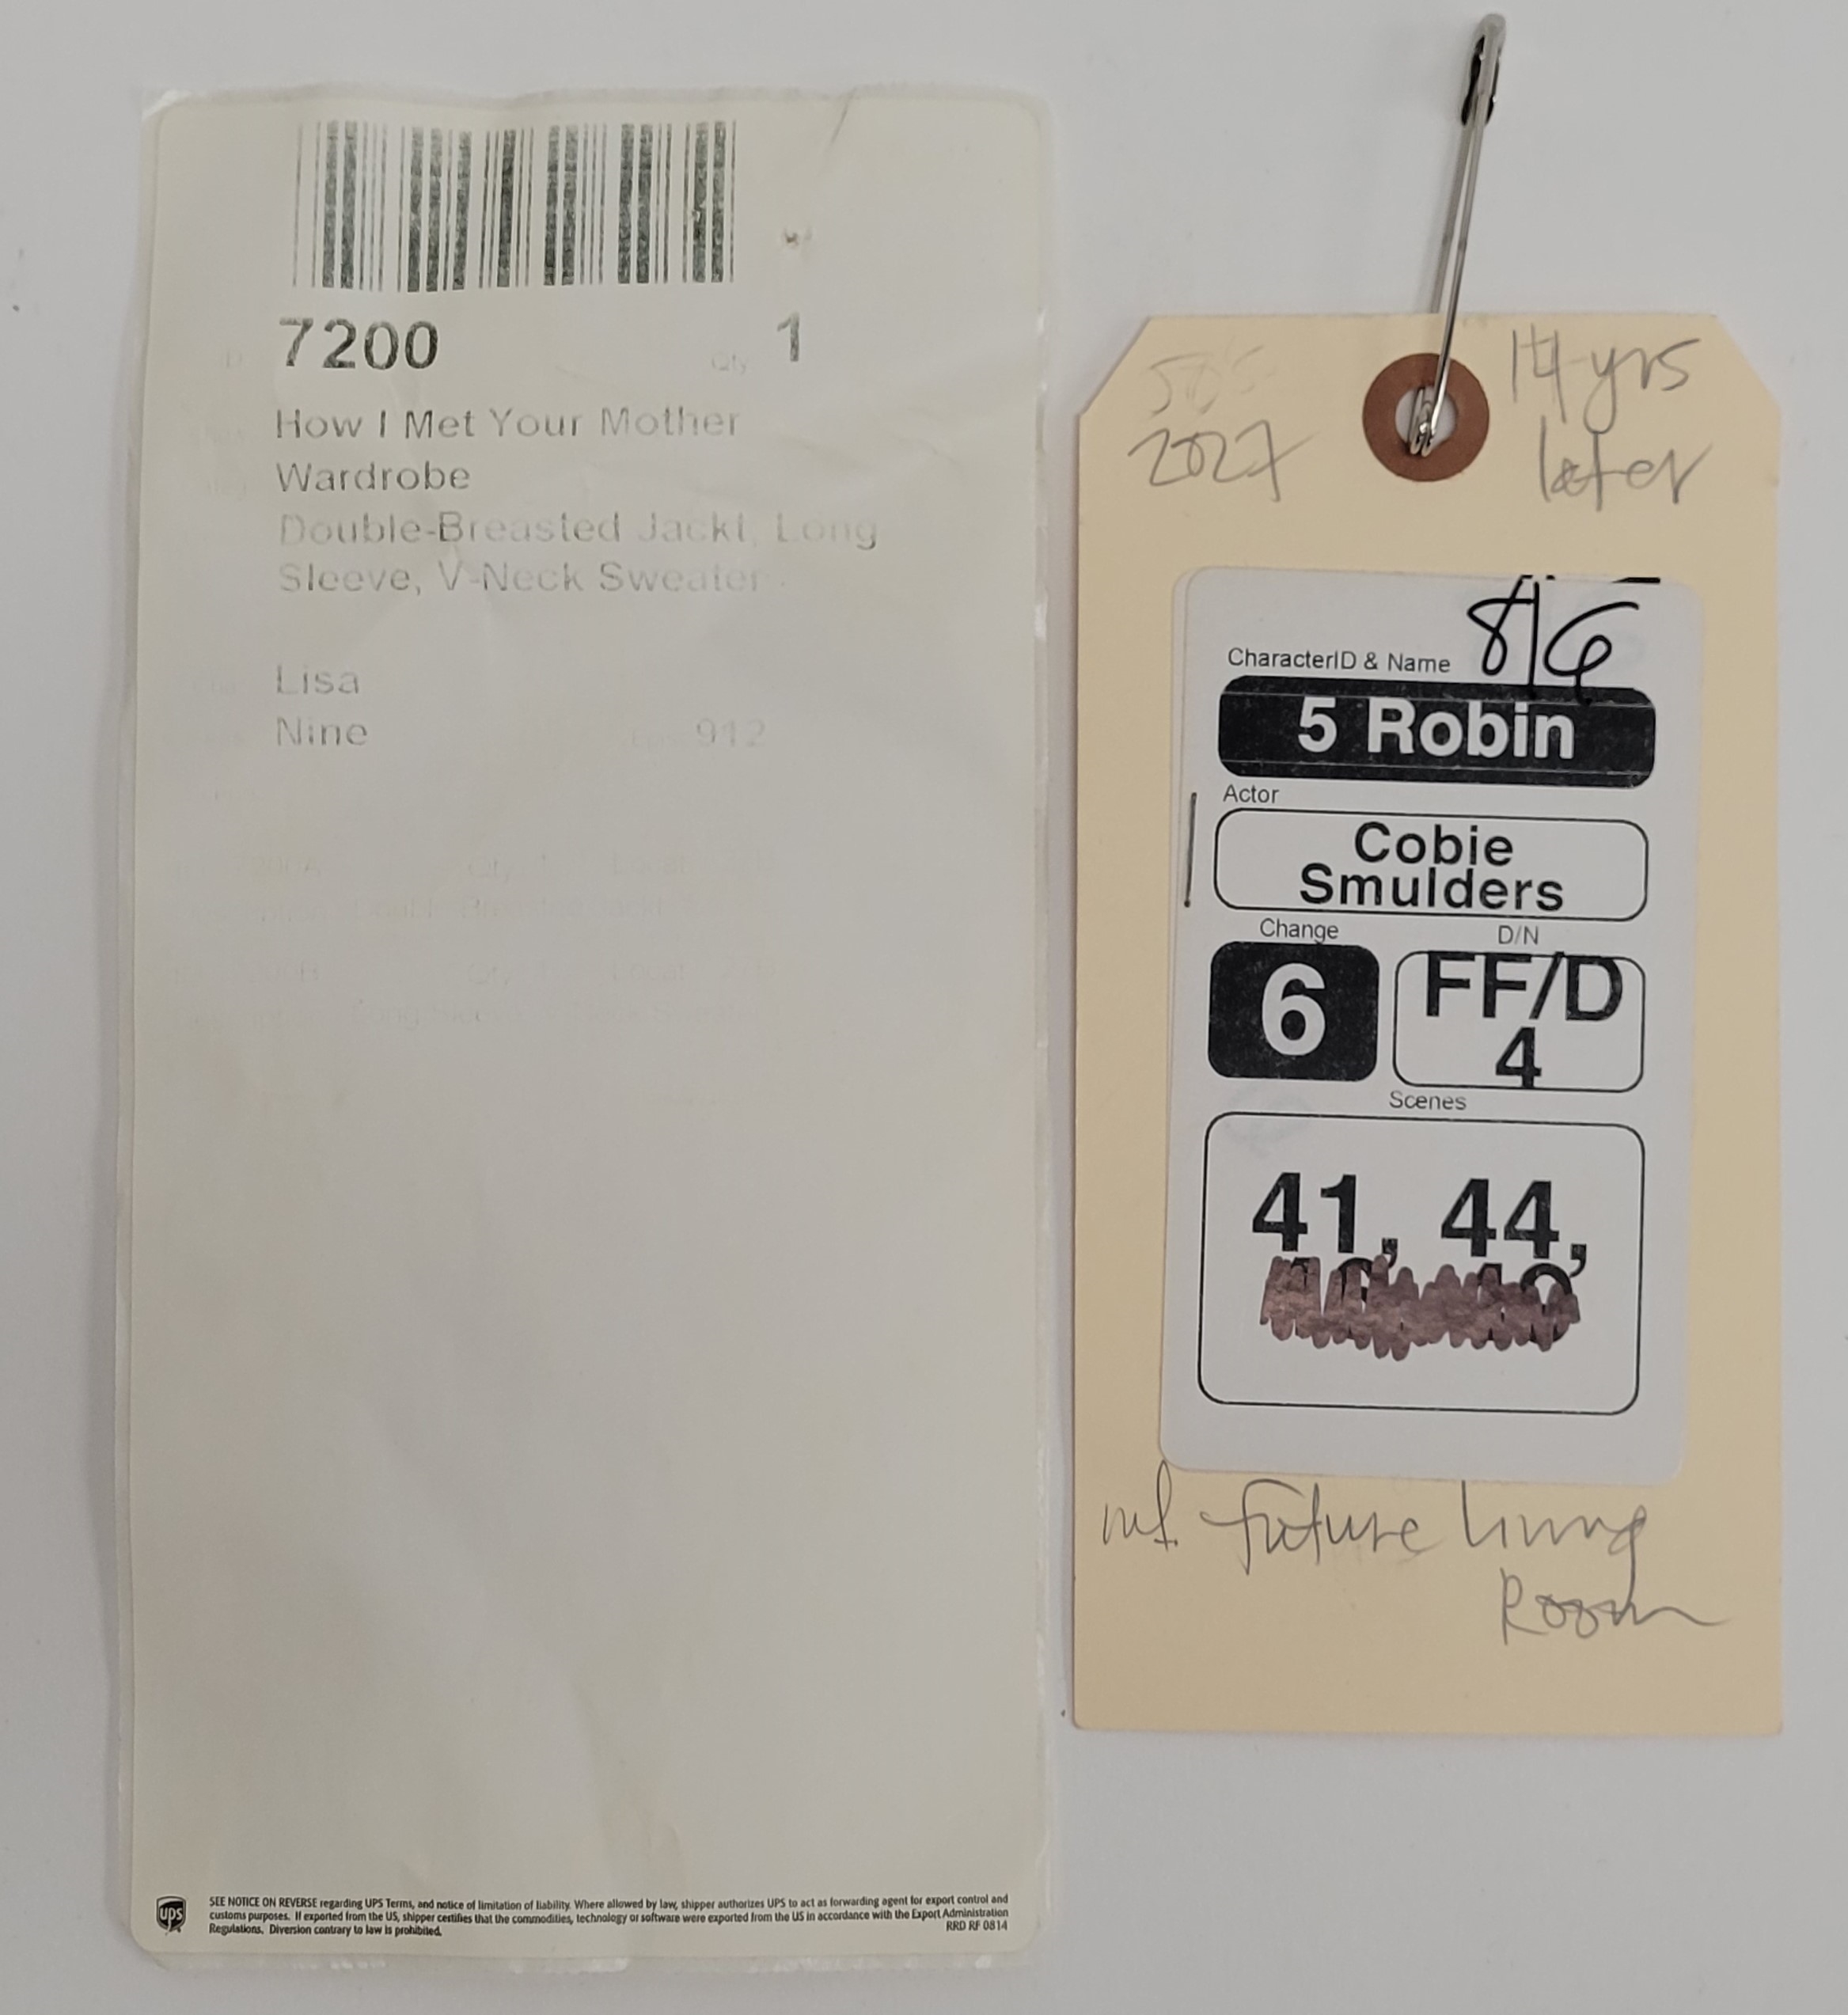 7200
Qty 1
How I Met Your Mother
Wardrobe
Double-Breasted Jackt, Long
Sleeve, V-Neck Sweater
Lisa
Nine 912
ups
SEE NOTICE ON REVERSE regarding UPS Terms, and notice of limitation of liability. Where allowed by law, shipper authorizes UPS to act as forwarding agent for export control and
customs purposes. If exported from the US, shipper certifies that the commodities, technology or software were exported from the US in accordance with the Export Administration
Regulations. Diversion contrary to law is prohibited. RRD RF 0814
2027
14 yrs
later
CharacterID & Name
5 Robin
Actor
Cobie
Smulders
Change D/N
6 FF/D
4
Scenes
41, 44,
future living
Room